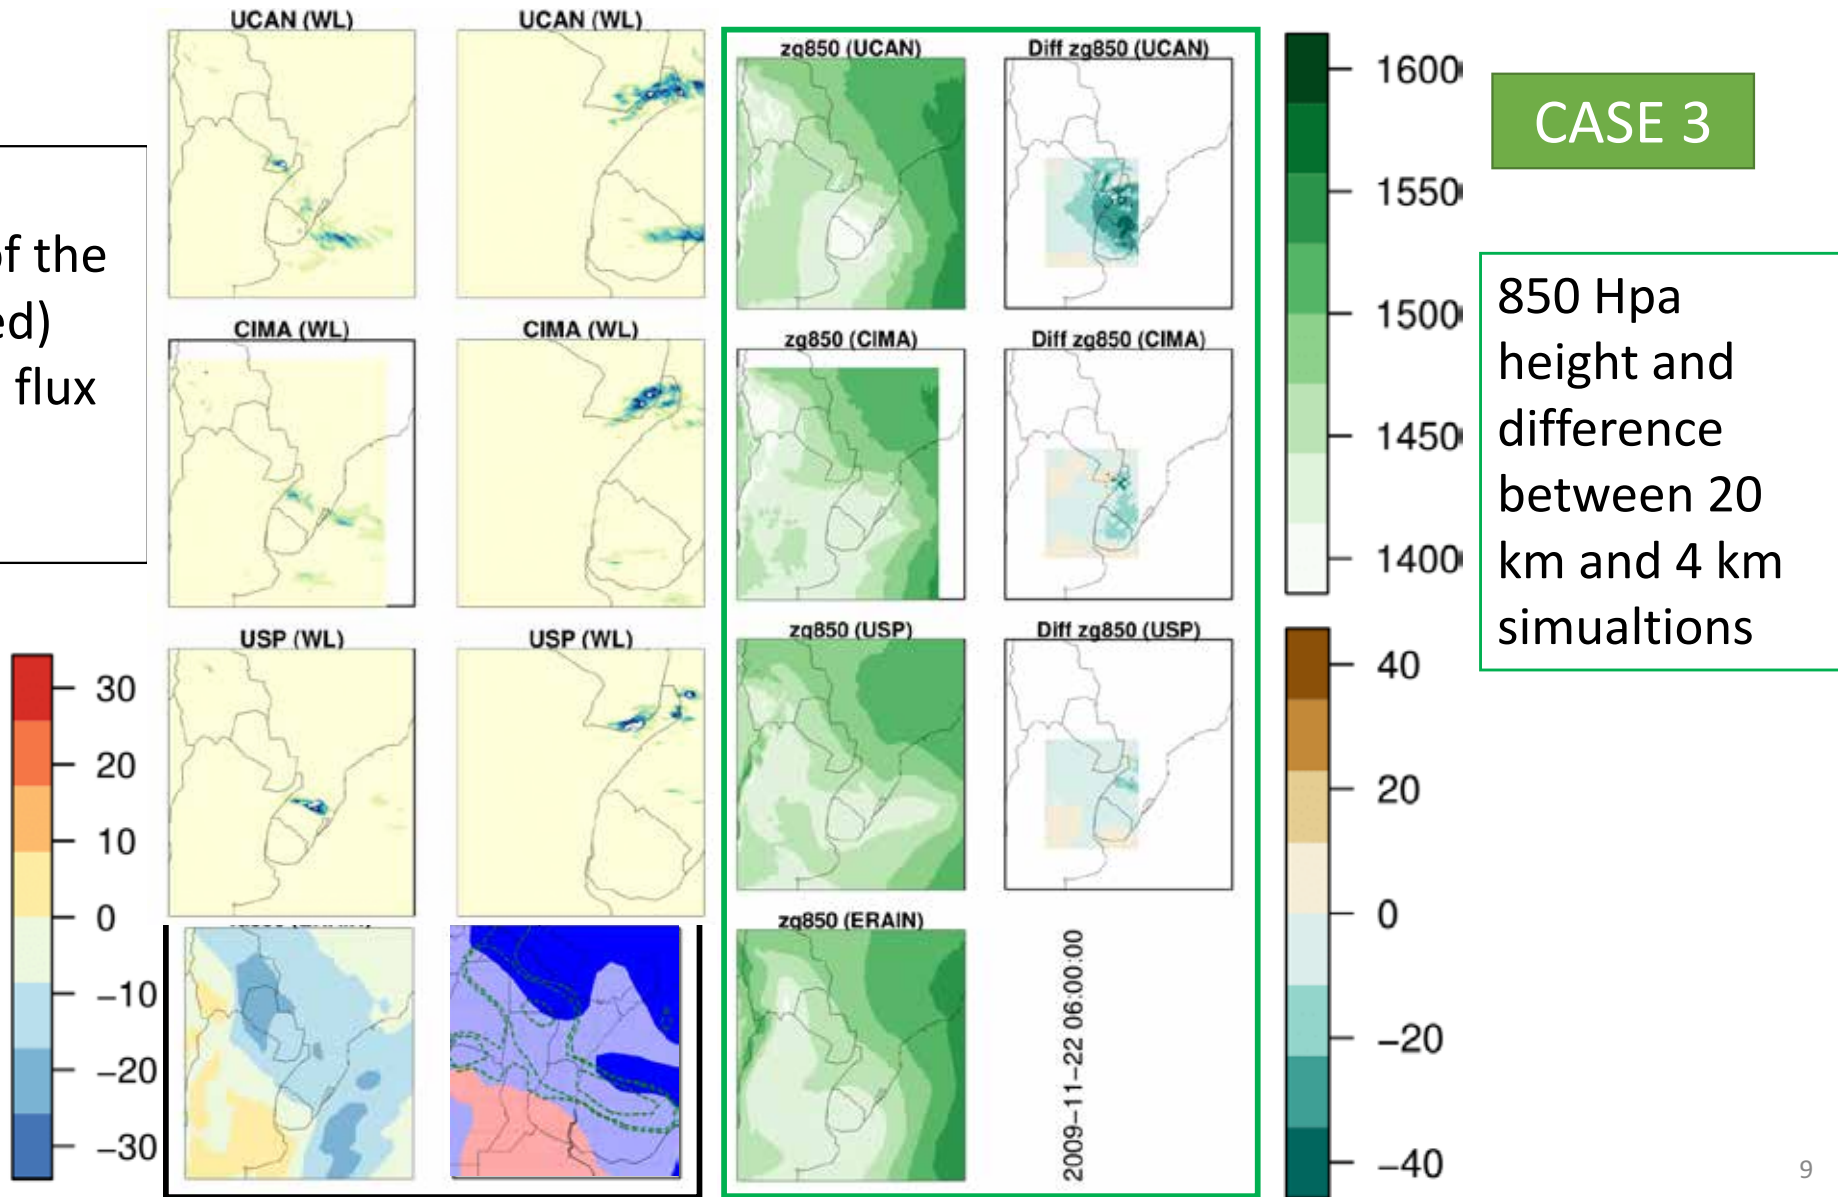 of the
ed)
flux
UCAN (WL)
UCAN (WL)
CIMA (WL)
CIMA (WL)
USP (WL)
USP (WL)
30
20
10
0
−10
−20
−30
zg850 (UCAN)
Diff zg850 (UCAN)
zg850 (CIMA)
Diff zg850 (CIMA)
zg850 (USP)
Diff zg850 (USP)
zg850 (ERAIN)
2009−11−22 06:00:00
1600
1550
1500
1450
1400
40
20
0
−20
−40
CASE 3
850 Hpa
height and
difference
between 20
km and 4 km
simualtions
9